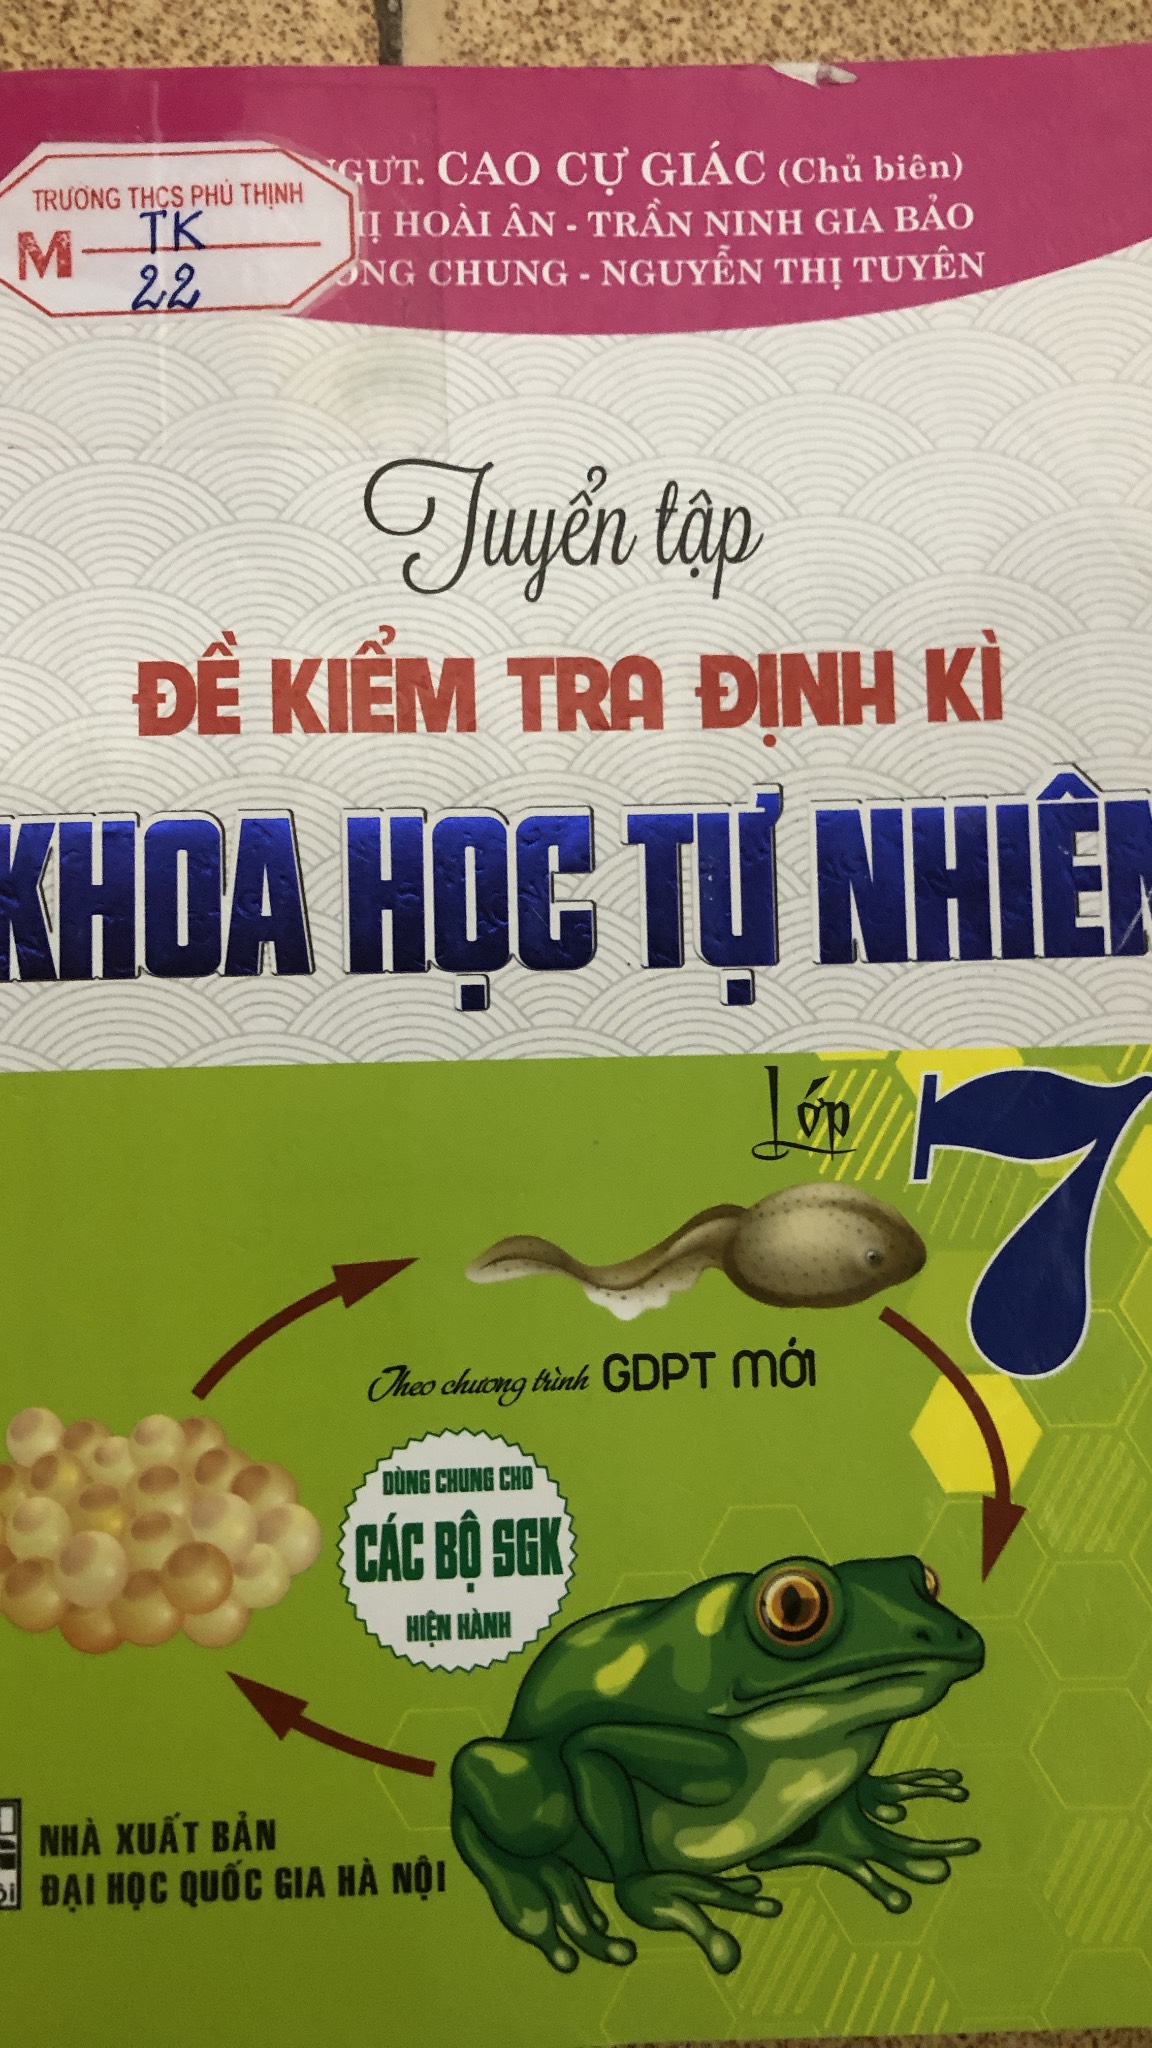 TRƯỜNG THCS PHÚ THỊNH
M TK
22
NGƯT. CAO CỰ GIÁC (Chủ biên)
HOÀI ÂN - TRẦN NINH GIA BẢO
CHUNG - NGUYỄN THỊ TUYÊN
Tuyển tập
ĐỀ KIỂM TRA ĐỊNH KÌ
KHOA HỌC TỰ NHIÊN
Lớp 7
Theo chương trình GDPT mới
DÙNG CHUNG CHO
CÁC BỘ SGK
HIỆN HÀNH
NHÀ XUẤT BẢN
ĐẠI HỌC QUỐC GIA HÀ NỘI